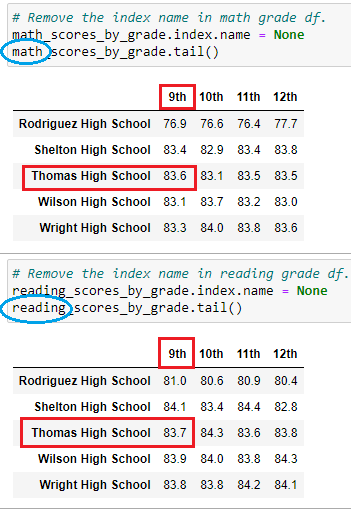 # Remove the index name in math grade df.
math_scores_by_grade.index.name = None
math_scores_by_grade.tail()
9th 10th 11th 12th
Rodriguez High School 76.9 76.6 76.4 77.7
Shelton High School 83.4 82.9 83.4 83.8
Thomas High School 83.6 83.1 83.5 83.5
Wilson High School 83.1 83.7 83.2 83.0
Wright High School 83.3 84.0 83.8 83.6
# Remove the index name in reading grade df.
reading_scores_by_grade.index.name = None
reading_scores_by_grade.tail()
9th 10th 11th 12th
Rodriguez High School 81.0 80.6 80.9 80.4
Shelton High School 84.1 83.4 84.4 82.8
Thomas High School 83.7 84.3 83.6 83.8
Wilson High School 83.9 84.0 83.8 84.3
Wright High School 83.8 83.8 84.2 84.1